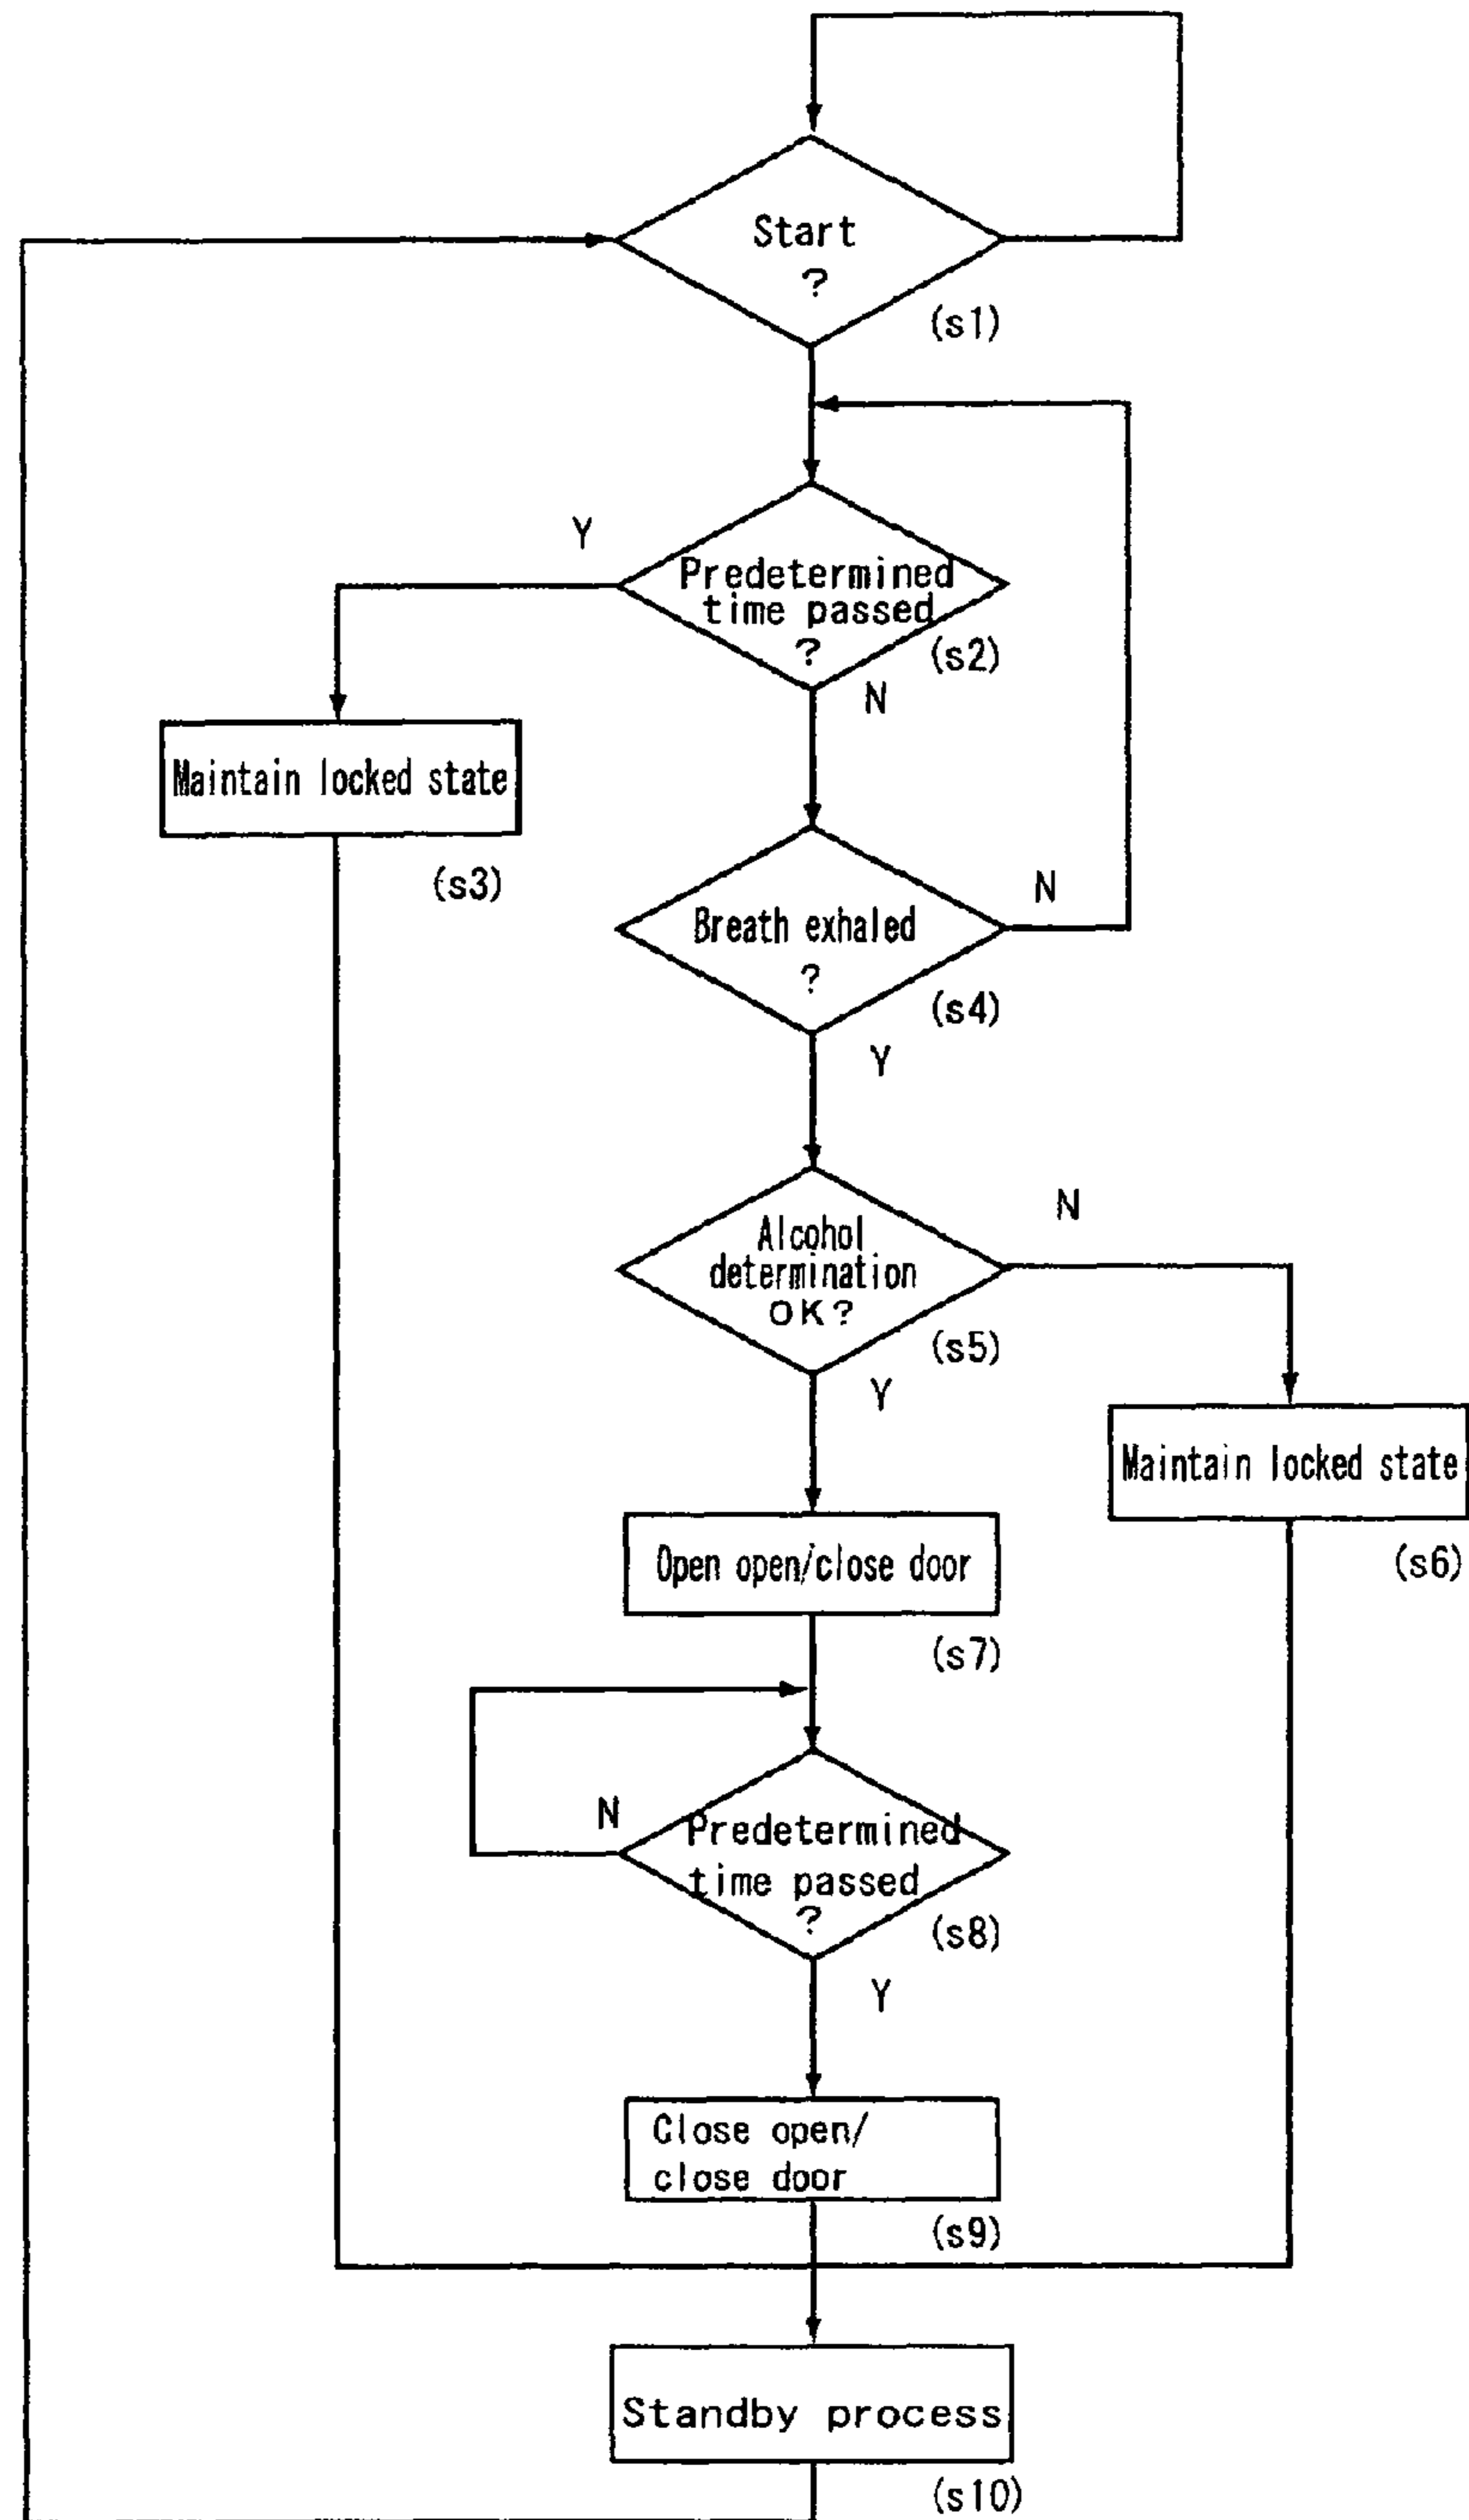 Start
?
(s1)
Y
Predetermined
time passed
?
(s2)
N
Maintain locked state
(s3)
Breath exhaled
?
N
(s4)
Y
Alcohol
determination
OK?
N
(s5)
Y
Maintain locked state
(s6)
Open open/close door
(s7)
N
Predetermined
time passed
?
(s8)
Y
Close open/
close door
(s9)
Standby process
(s10)